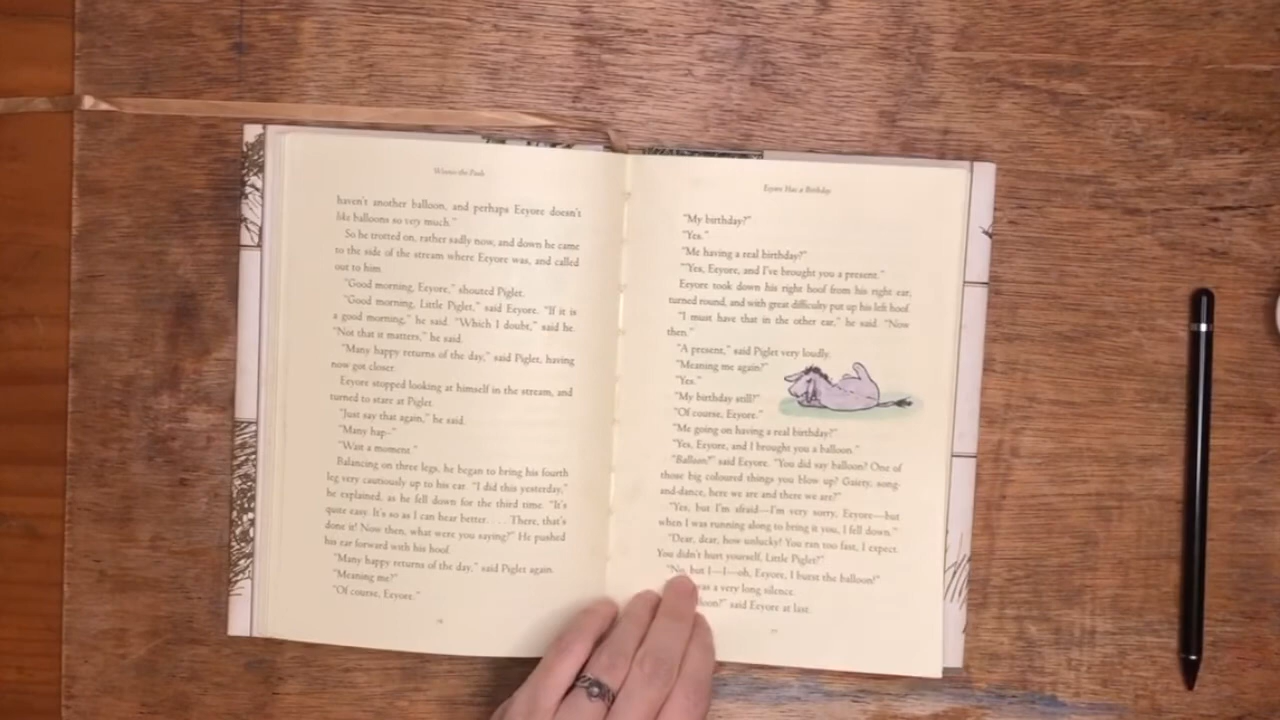 Winnie-the-Pooh
haven't another balloon, and perhaps Eeyore doesn't
like balloons so very much."
So he trotted on, rather sadly now, and down he came
to the side of the stream where Eeyore was, and called
out to him.
"Good morning, Eeyore," shouted Piglet.
"Good morning, Little Piglet," said Eeyore. "If it is
a good morning," he said. "Which I doubt," said he.
"Not that it matters," he said.
"Many happy returns of the day," said Piglet, having
now got closer.
Eeyore stopped looking at himself in the stream, and
turned to stare at Piglet.
"Just say that again," he said.
"Many hap–"
"Wait a moment."
Balancing on three legs, he began to bring his fourth
leg very cautiously up to his ear. "I did this yesterday,"
he explained, as he fell down for the third time. "It's
quite easy. It's so as I can hear better. . . . There, that's
done it! Now then, what were you saying?" He pushed
his ear forward with his hoof.
"Many happy returns of the day," said Piglet again.
"Meaning me?"
"Of course, Eeyore."
Eeyore Has a Birthday
"My birthday?"
"Yes."
"Me having a real birthday?"
"Yes, Eeyore, and I've brought you a present."
Eeyore took down his right hoof from his right ear,
turned round, and with great difficulty put up his left hoof.
"I must have that in the other ear," he said. "Now
then."
"A present," said Piglet very loudly.
"Meaning me again?"
"Yes."
"My birthday still?"
"Of course, Eeyore."
"Me going on having a real birthday?"
"Yes, Eeyore, and I brought you a balloon."
"Balloon?" said Eeyore. "You did say balloon? One of
those big coloured things you blow up? Gaiety, song-
and-dance, here we are and there we are?"
"Yes, but I'm afraid—I'm very sorry, Eeyore—but
when I was running along to bring it you, I fell down."
"Dear, dear, how unlucky! You ran too fast, I expect.
You didn't hurt yourself, Little Piglet?"
"No, but I—I—oh, Eeyore, I burst the balloon!"
was a very long silence.
said Eeyore at last.
77